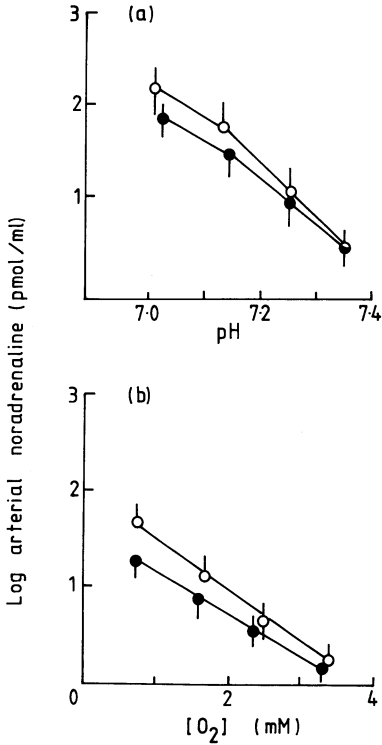 (a)
3
2
1
7·0
7·2
7·4
pH
Log arterial noradrenaline (pmol/ml)
(b)
3
2
1
0
2
4
[O₂] (mM)